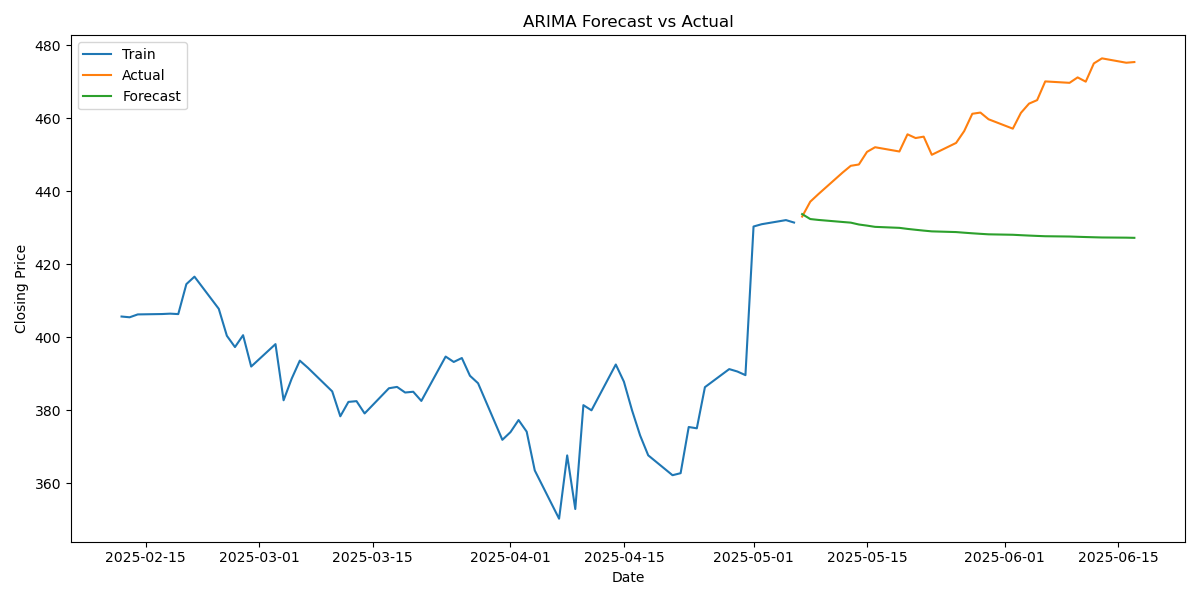 ARIMA Forecast vs Actual
Train
Actual
Forecast
480
460
440
420
400
380
360
Closing Price
2025-02-15
2025-03-01
2025-03-15
2025-04-01
2025-04-15
2025-05-01
2025-05-15
2025-06-01
2025-06-15
Date